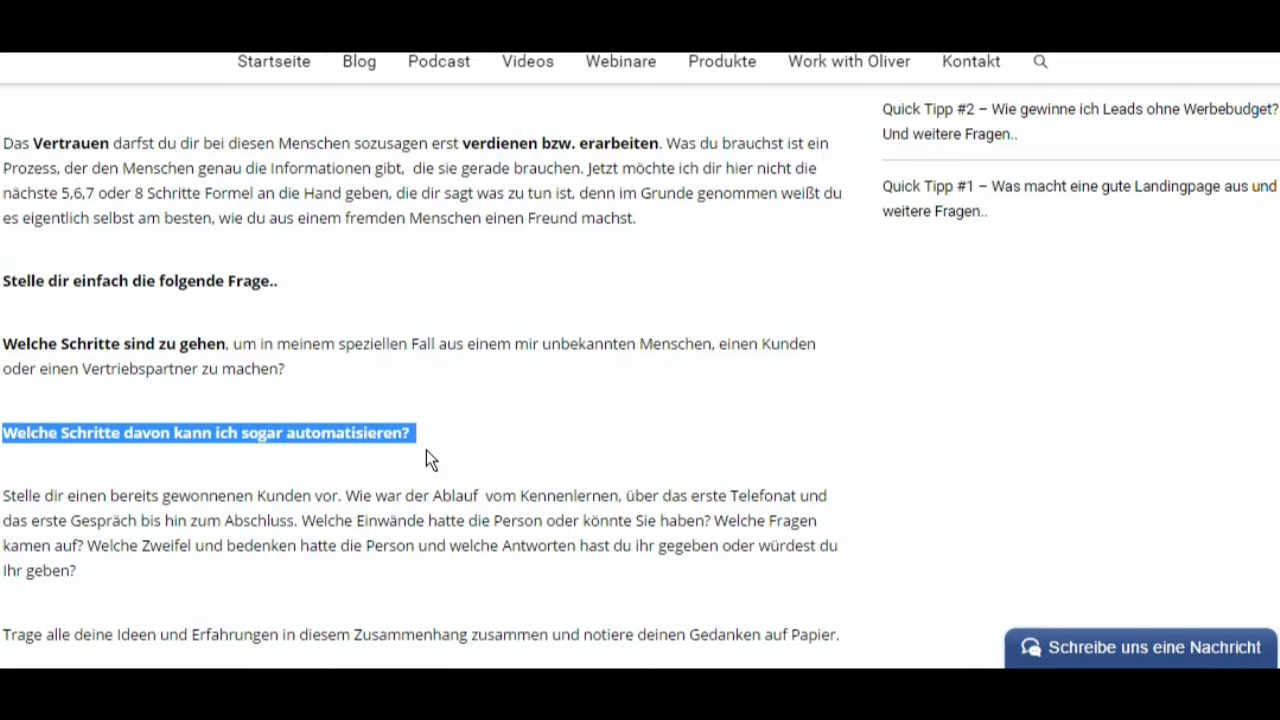 Startseite Blog Podcast Videos Webinare Produkte Work with Oliver Kontakt
Das Vertrauen darfst du dir bei diesen Menschen sozusagen erst verdienen bzw. erarbeiten. Was du brauchst ist ein
Prozess, der den Menschen genau die Informationen gibt,  die sie gerade brauchen. Jetzt möchte ich dir hier nicht die
nächste 5,6,7 oder 8 Schritte Formel an die Hand geben, die dir sagt was zu tun ist, denn im Grunde genommen weißt du
es eigentlich selbst am besten, wie du aus einem fremden Menschen einen Freund machst.
Stelle dir einfach die folgende Frage..
Welche Schritte sind zu gehen, um in meinem speziellen Fall aus einem mir unbekannten Menschen, einen Kunden
oder einen Vertriebspartner zu machen?
Welche Schritte davon kann ich sogar automatisieren?
Stelle dir einen bereits gewonnenen Kunden vor. Wie war der Ablauf  vom Kennenlernen, über das erste Telefonat und
das erste Gespräch bis hin zum Abschluss. Welche Einwände hatte die Person oder könnte Sie haben? Welche Fragen
kamen auf? Welche Zweifel und bedenken hatte die Person und welche Antworten hast du ihr gegeben oder würdest du
Ihr geben?
Trage alle deine Ideen und Erfahrungen in diesem Zusammenhang zusammen und notiere deinen Gedanken auf Papier.
Quick Tipp #2 – Wie gewinne ich Leads ohne Werbebudget?
Und weitere Fragen..
Quick Tipp #1 – Was macht eine gute Landingpage aus und
weitere Fragen..
Schreibe uns eine Nachricht